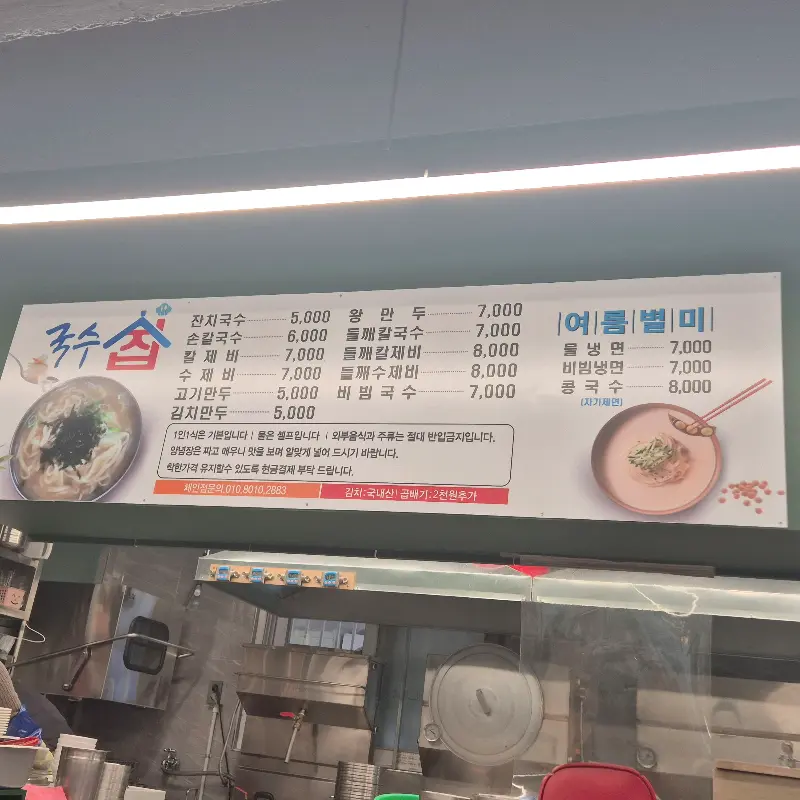 국수집
잔치국수 5,000
손칼국수 6,000
칼제비 7,000
수제비 7,000
고기만두 5,000
김치만두 5,000
왕만두 7,000
들깨칼국수 7,000
들깨칼제비 8,000
들깨수제비 8,000
비빔국수 7,000
여름별미
물냉면 7,000
비빔냉면 7,000
콩국수 8,000
(자가제면)
1인1식은 기본입니다 | 물은 셀프입니다 | 외부음식과 주류는 절대 반입금지입니다.
양념장은 짜고 매우니 맛을 보며 알맞게 넣어 드시기 바랍니다.
착한가격 유지할수 있도록 현금결제 부탁 드립니다.
체인점문의 010.8010.2883
김치:국내산 | 곱배기:2천원추가